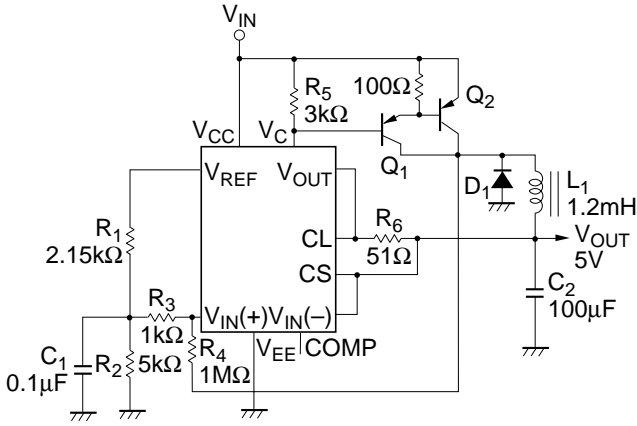 VIN
R5
3kΩ
100Ω
Q2
VCC
VC
Q1
VREF
VOUT
D1
L1
1.2mH
R1
2.15kΩ
CL
R6
51Ω
VOUT
5V
CS
C2
100μF
R3
1kΩ
VIN(+)
VIN(−)
C1
0.1μF
R2
5kΩ
R4
1MΩ
VEE
COMP